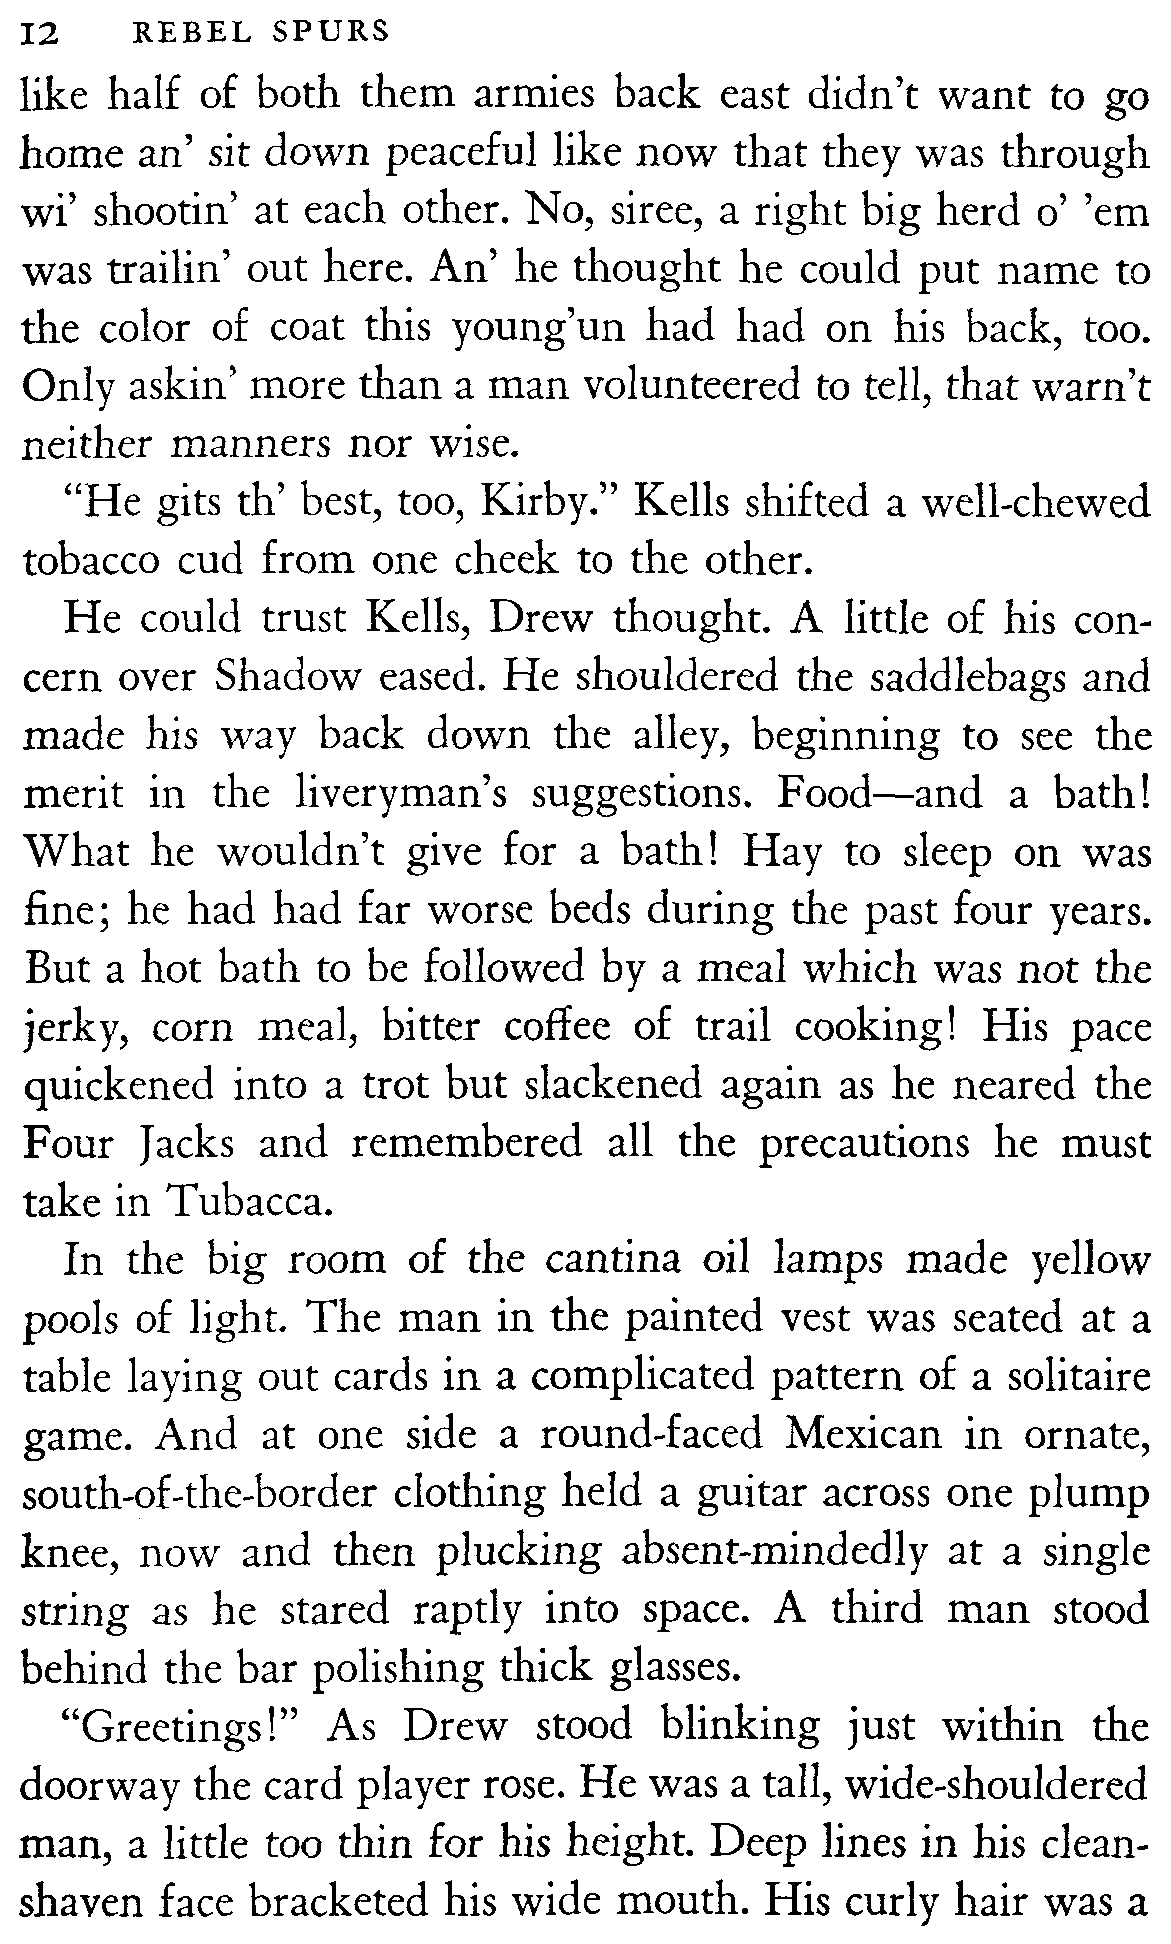 12 REBEL SPURS
like half of both them armies back east didn't want to go
home an' sit down peaceful like now that they was through
wi' shootin' at each other. No, siree, a right big herd o' 'em
was trailin' out here. An' he thought he could put name to
the color of coat this young'un had had on his back, too.
Only askin' more than a man volunteered to tell, that warn't
neither manners nor wise.
“He gits th' best, too, Kirby.” Kells shifted a well-chewed
tobacco cud from one cheek to the other.
He could trust Kells, Drew thought. A little of his con-
cern over Shadow eased. He shouldered the saddlebags and
made his way back down the alley, beginning to see the
merit in the liveryman's suggestions. Food—and a bath!
What he wouldn't give for a bath! Hay to sleep on was
fine; he had had far worse beds during the past four years.
But a hot bath to be followed by a meal which was not the
jerky, corn meal, bitter coffee of trail cooking! His pace
quickened into a trot but slackened again as he neared the
Four Jacks and remembered all the precautions he must
take in Tubacca.
In the big room of the cantina oil lamps made yellow
pools of light. The man in the painted vest was seated at a
table laying out cards in a complicated pattern of a solitaire
game. And at one side a round-faced Mexican in ornate,
south-of-the-border clothing held a guitar across one plump
knee, now and then plucking absent-mindedly at a single
string as he stared raptly into space. A third man stood
behind the bar polishing thick glasses.
“Greetings!” As Drew stood blinking just within the
doorway the card player rose. He was a tall, wide-shouldered
man, a little too thin for his height. Deep lines in his clean-
shaven face bracketed his wide mouth. His curly hair was a